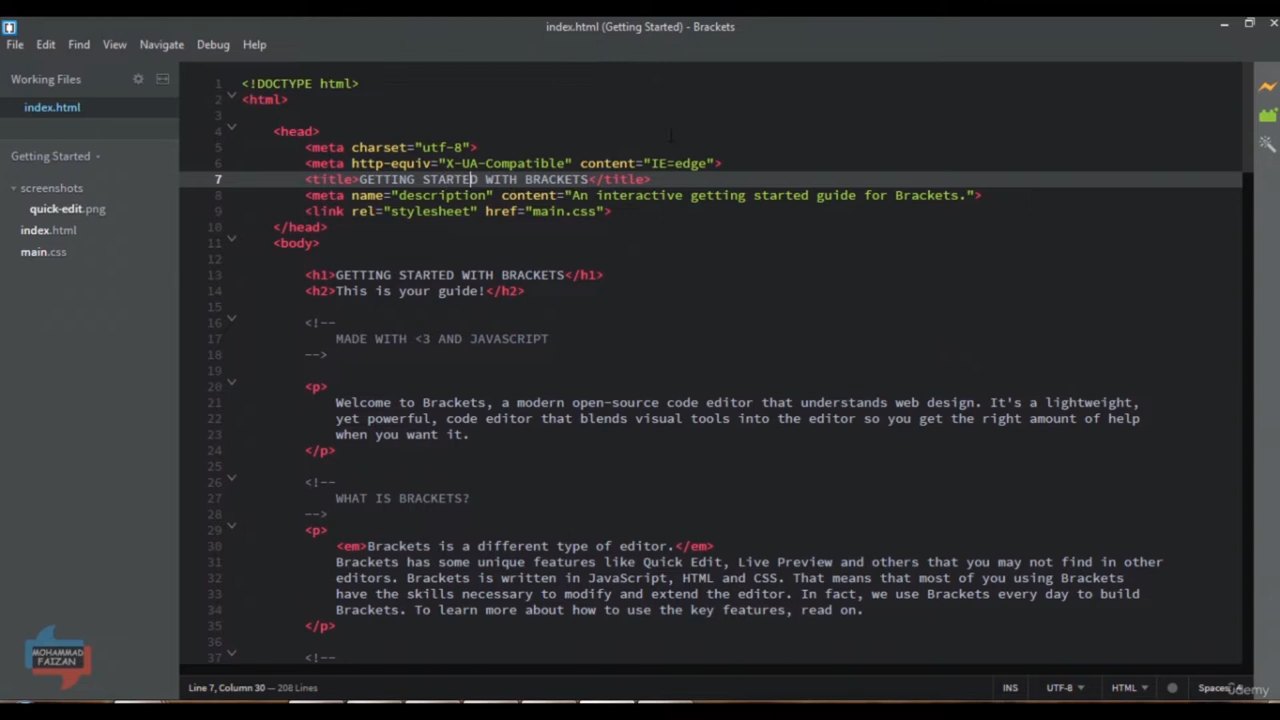 index.html (Getting Started) - Brackets
File Edit Find View Navigate Debug Help
Working Files
index.html
Getting Started
screenshots
quick-edit.png
index.html
main.css
1 <!DOCTYPE html>
2 <html>
3
4 <head>
5 <meta charset="utf-8">
6 <meta http-equiv="X-UA-Compatible" content="IE=edge">
7 <title>GETTING STARTED WITH BRACKETS</title>
8 <meta name="description" content="An interactive getting started guide for Brackets.">
9 <link rel="stylesheet" href="main.css">
10 </head>
11 <body>
12
13 <h1>GETTING STARTED WITH BRACKETS</h1>
14 <h2>This is your guide!</h2>
15
16 <!--
17 MADE WITH <3 AND JAVASCRIPT
18 -->
19
20 <p>
21 Welcome to Brackets, a modern open-source code editor that understands web design. It's a lightweight,
22 yet powerful, code editor that blends visual tools into the editor so you get the right amount of help
23 when you want it.
24 </p>
25
26 <!--
27 WHAT IS BRACKETS?
28 -->
29 <p>
30 <em>Brackets is a different type of editor.</em>
31 Brackets has some unique features like Quick Edit, Live Preview and others that you may not find in other
32 editors. Brackets is written in JavaScript, HTML and CSS. That means that most of you using Brackets
33 have the skills necessary to modify and extend the editor. In fact, we use Brackets every day to build
34 Brackets. To learn more about how to use the key features, read on.
35 </p>
36
37 <!--
MOHAMMAD
FAIZAN
Line 7, Column 30 — 208 Lines
INS UTF-8 HTML Spaces:
udemy